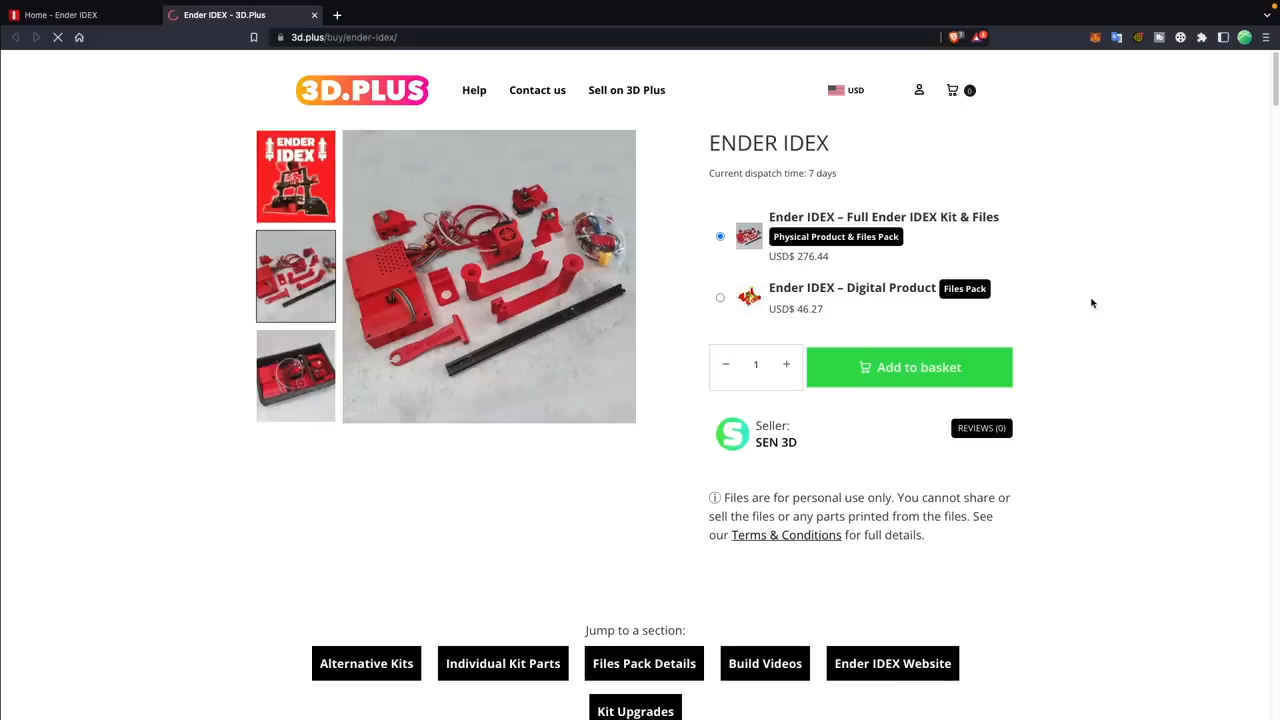 Home – Ender IDEX
Ender IDEX - 3D.Plus
3d.plus/buy/ender-idex/
3D.PLUS
Help
Contact us
Sell on 3D Plus
USD
0
ENDER
IDEX
ENDER IDEX
Current dispatch time: 7 days
Ender IDEX – Full Ender IDEX Kit & Files
Physical Product & Files Pack
USD$ 276.44
Ender IDEX – Digital Product Files Pack
USD$ 46.27
− 1 +
Add to basket
S
Seller:
SEN 3D
REVIEWS (0)
ⓘ Files are for personal use only. You cannot share or
sell the files or any parts printed from the files. See
our Terms & Conditions for full details.
Jump to a section:
Alternative Kits
Individual Kit Parts
Files Pack Details
Build Videos
Ender IDEX Website
Kit Upgrades